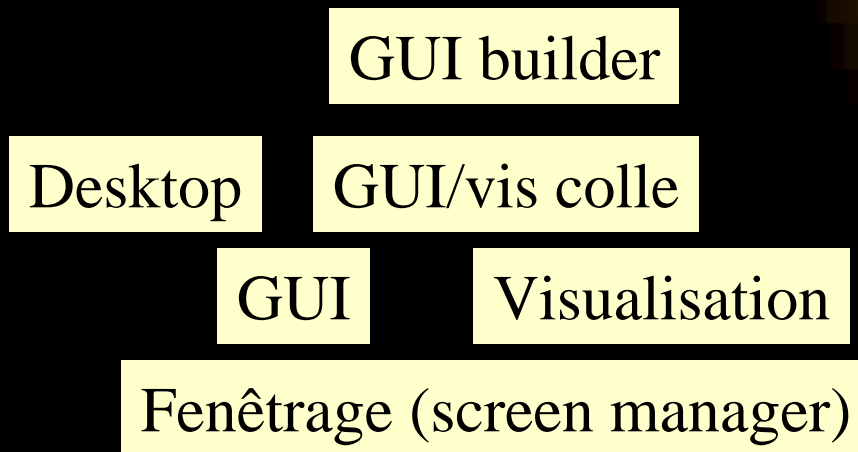 GUI builder
Desktop
GUI/vis colle
GUI
Visualisation
Fenêtrage (screen manager)